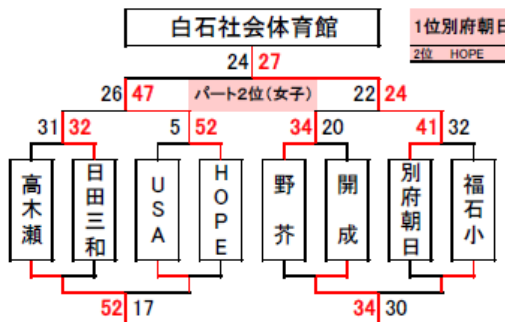 白石社会体育館
1位別府朝日
2位 HOPE
24 27
26 47 パート2位(女子) 22 24
31 32 5 52 34 20 41 32
高木瀬 日田三和 USA HOPE 野芥 開成 別府朝日 福石小
52 17 34 30